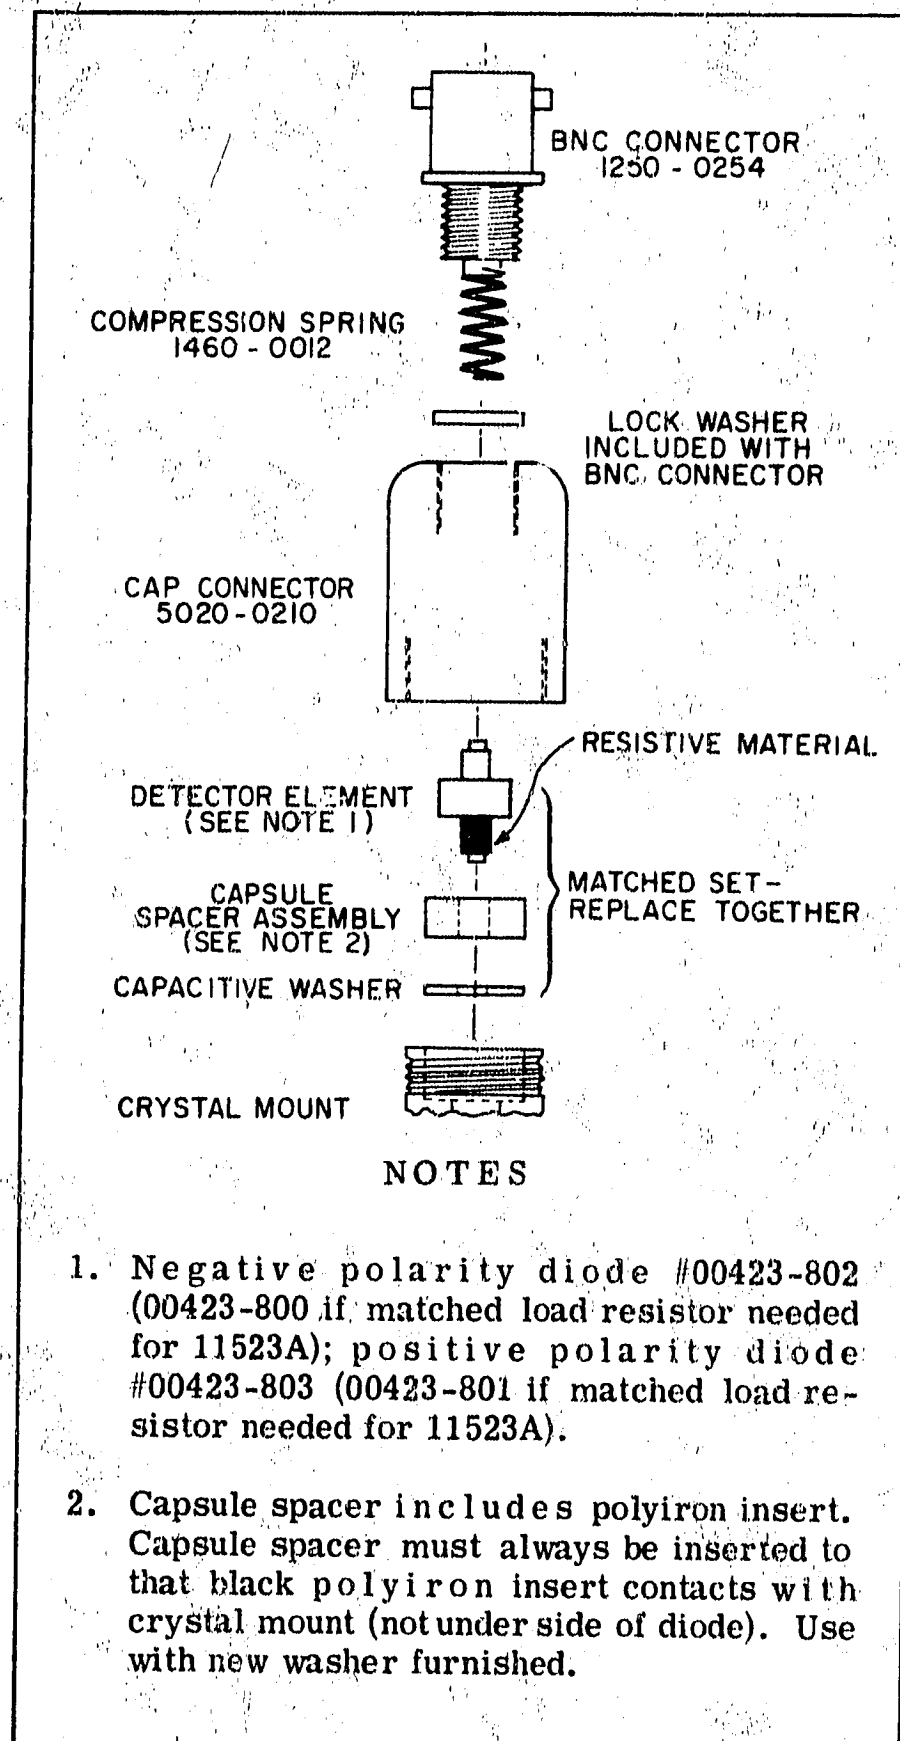 BNC CONNECTOR
1250 - 0254
COMPRESSION SPRING
1460 - 0012
LOCK WASHER
INCLUDED WITH
BNC CONNECTOR
CAP CONNECTOR
5020 - 0210
RESISTIVE MATERIAL
DETECTOR ELEMENT
(SEE NOTE 1)
CAPSULE
SPACER ASSEMBLY
(SEE NOTE 2)
MATCHED SET -
REPLACE TOGETHER
CAPACITIVE WASHER
CRYSTAL MOUNT
NOTES
1. Negative polarity diode #00423-802
(00423-800 if matched load resistor needed
for 11523A); positive polarity diode
#00423-803 (00423-801 if matched load re-
sistor needed for 11523A).
2. Capsule spacer includes polyiron insert.
Capsule spacer must always be inserted to
that black polyiron insert contacts with
crystal mount (not under side of diode). Use
with new washer furnished.